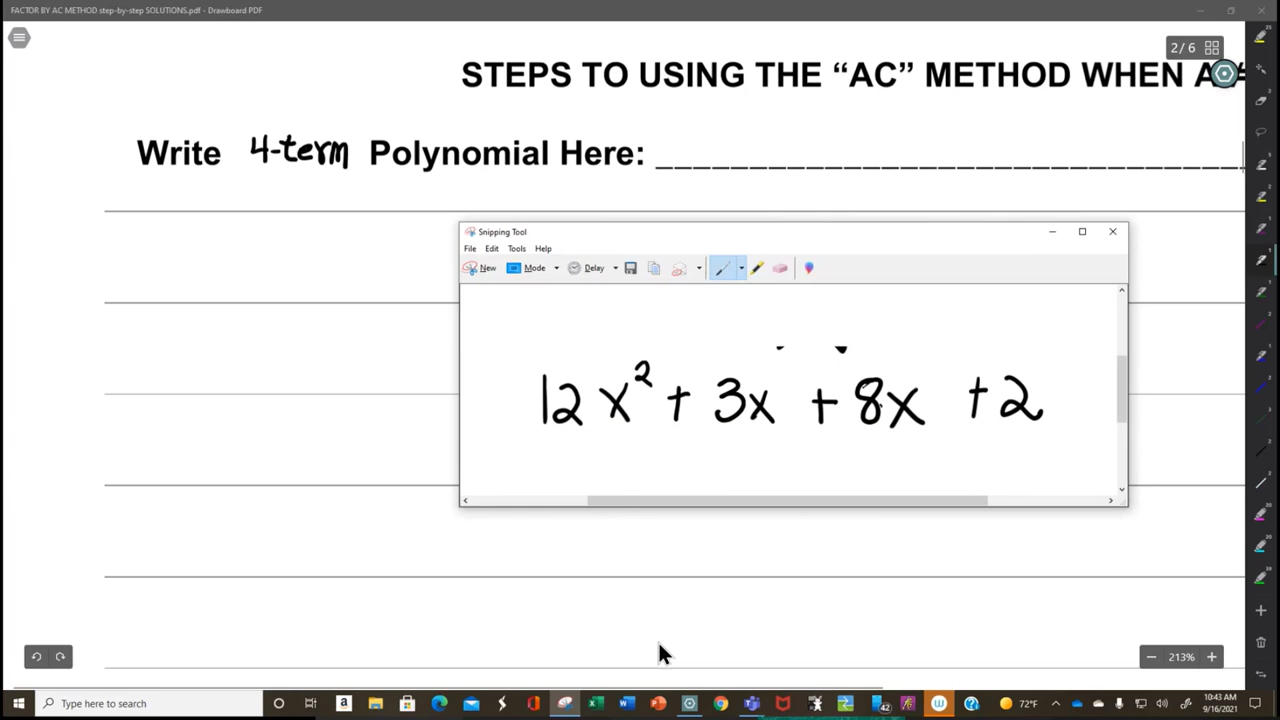 FACTOR BY AC METHOD step-by-step SOLUTIONS.pdf - Drawboard PDF
2/6
STEPS TO USING THE “AC” METHOD WHEN A
Write 4-term Polynomial Here: ________________________________
Snipping Tool
File Edit Tools Help
New Mode Delay
12x² + 3x + 8x + 2
213%
Type here to search
42
72°F
10:43 AM
9/16/2021